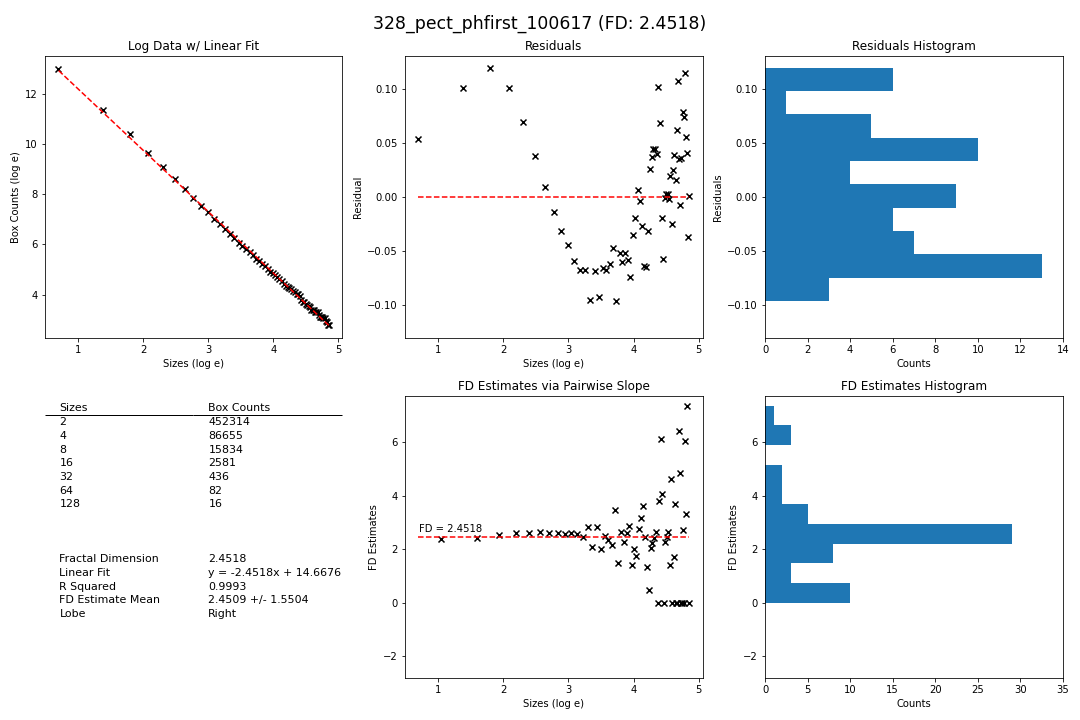 328_pect_phfirst_100617 (FD: 2.4518)
Log Data w/ Linear Fit
Box Counts (log e)
12
10
8
6
4
1 2 3 4 5
Sizes (log e)
Residuals
Residual
0.10
0.05
0.00
−0.05
−0.10
1 2 3 4 5
Sizes (log e)
Residuals Histogram
Residuals
0.10
0.05
0.00
−0.05
−0.10
0 2 4 6 8 10 12 14
Counts
Sizes Box Counts
2 452314
4 86655
8 15834
16 2581
32 436
64 82
128 16
Fractal Dimension 2.4518
Linear Fit y = -2.4518x + 14.6676
R Squared 0.9993
FD Estimate Mean 2.4509 +/- 1.5504
Lobe Right
FD Estimates via Pairwise Slope
FD Estimates
6
4
2
0
−2
FD = 2.4518
1 2 3 4 5
Sizes (log e)
FD Estimates Histogram
FD Estimates
6
4
2
0
−2
0 5 10 15 20 25 30 35
Counts